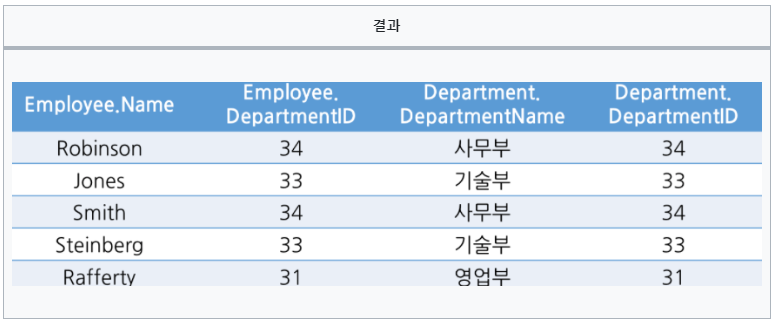 결과
Employee.Name Employee. DepartmentID Department. DepartmentName Department. DepartmentID
Robinson 34 사무부 34
Jones 33 기술부 33
Smith 34 사무부 34
Steinberg 33 기술부 33
Rafferty 31 영업부 31